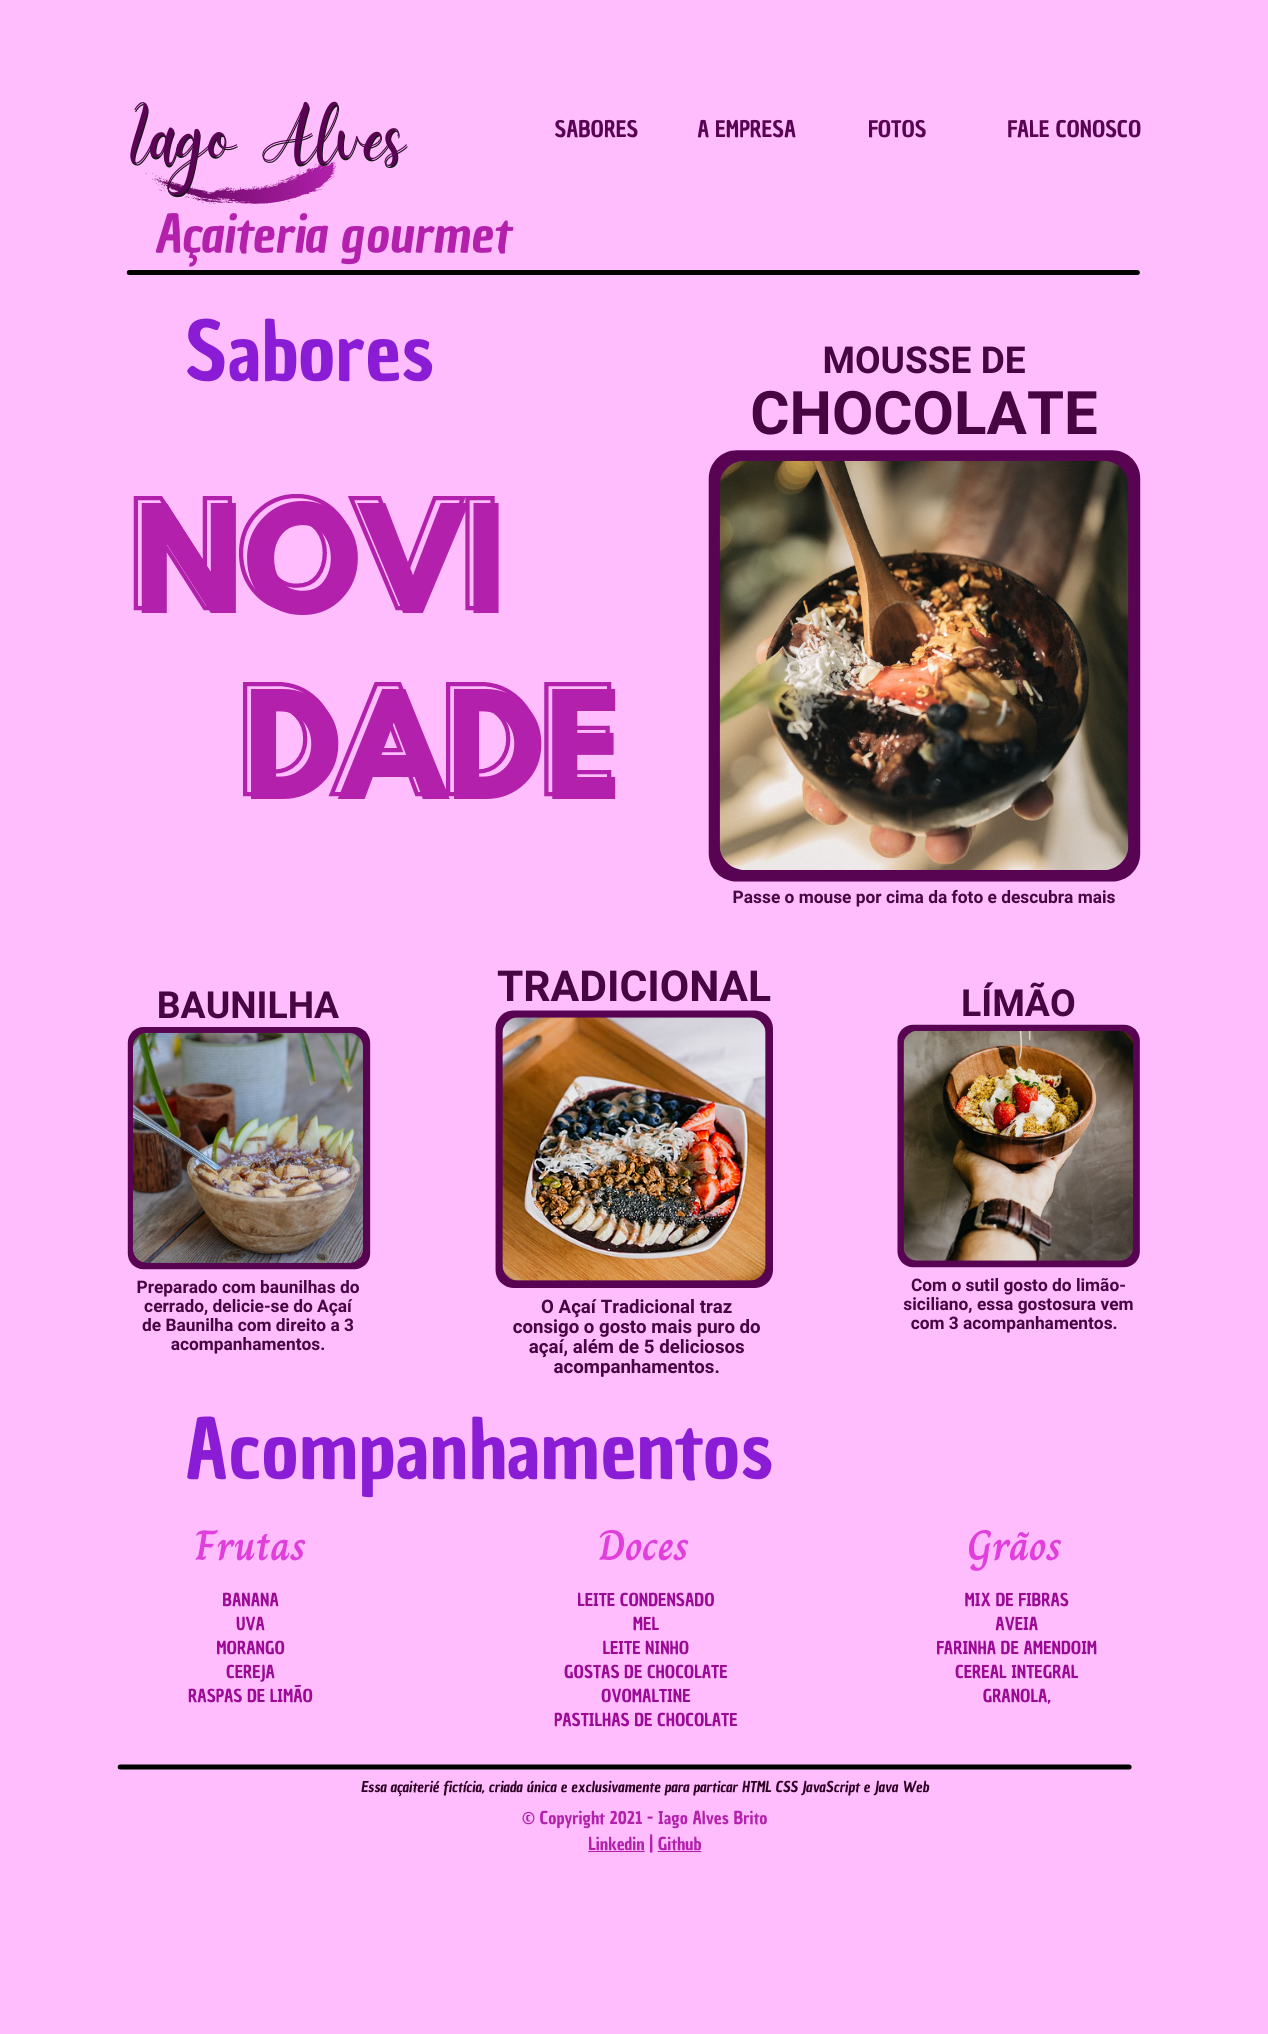 Iago Alves
Açaiteria gourmet
SABORES
A EMPRESA
FOTOS
FALE CONOSCO
Sabores
NOVI
DADE
MOUSSE DE
CHOCOLATE
Passe o mouse por cima da foto e descubra mais
BAUNILHA
Preparado com baunilhas do
cerrado, delicie-se do Açaí
de Baunilha com direito a 3
acompanhamentos.
TRADICIONAL
O Açaí Tradicional traz
consigo o gosto mais puro do
açaí, além de 5 deliciosos
acompanhamentos.
LÍMÃO
Com o sutil gosto do limão-
siciliano, essa gostosura vem
com 3 acompanhamentos.
Acompanhamentos
Frutas
BANANA
UVA
MORANGO
CEREJA
RASPAS DE LIMÃO
Doces
LEITE CONDENSADO
MEL
LEITE NINHO
GOSTAS DE CHOCOLATE
OVOMALTINE
PASTILHAS DE CHOCOLATE
Grãos
MIX DE FIBRAS
AVEIA
FARINHA DE AMENDOIM
CEREAL INTEGRAL
GRANOLA,
Essa açaiterié fictícia, criada única e exclusivamente para particar HTML CSS JavaScript e Java Web
© Copyright 2021 - Iago Alves Brito
Linkedin | Github